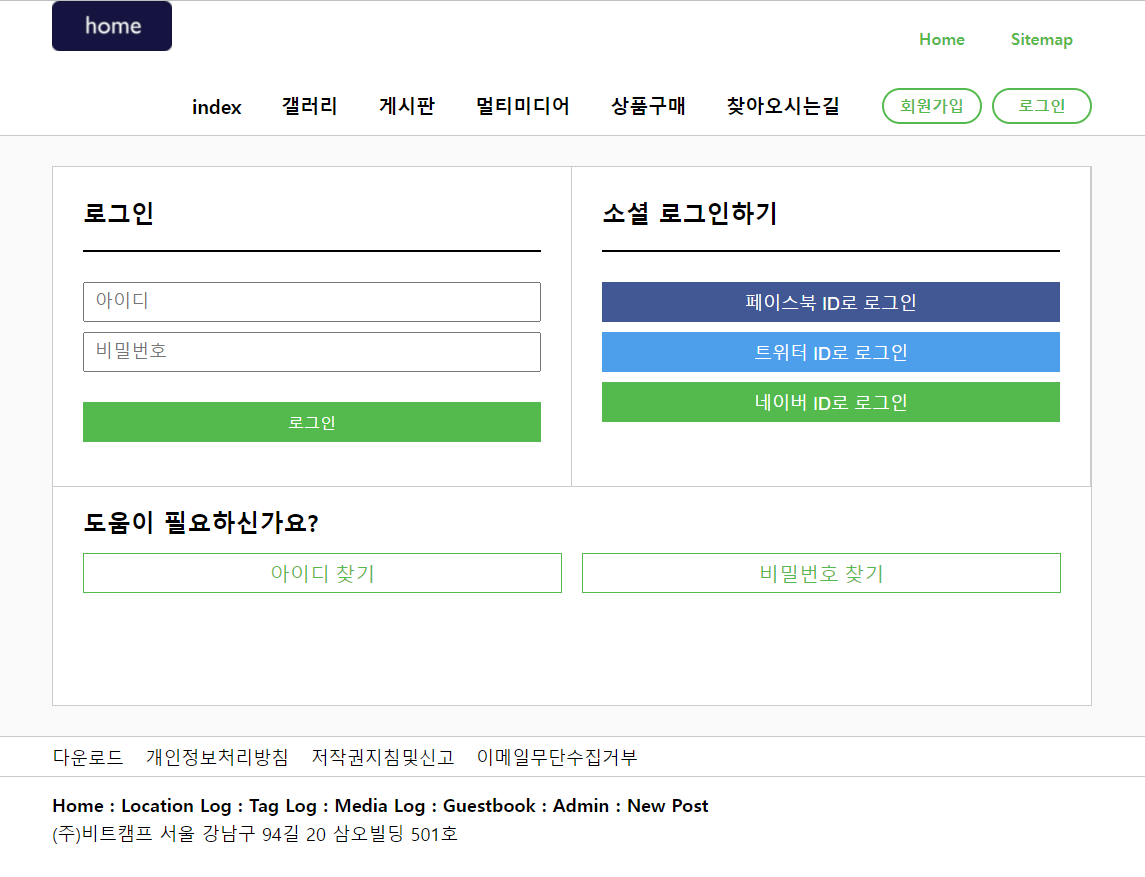 home
Home Sitemap
index 갤러리 게시판 멀티미디어 상품구매 찾아오시는길 회원가입 로그인
로그인
아이디
비밀번호
로그인
소셜 로그인하기
페이스북 ID로 로그인
트위터 ID로 로그인
네이버 ID로 로그인
도움이 필요하신가요?
아이디 찾기 비밀번호 찾기
다운로드 개인정보처리방침 저작권지침및신고 이메일무단수집거부
Home : Location Log : Tag Log : Media Log : Guestbook : Admin : New Post
(주)비트캠프 서울 강남구 94길 20 삼오빌딩 501호